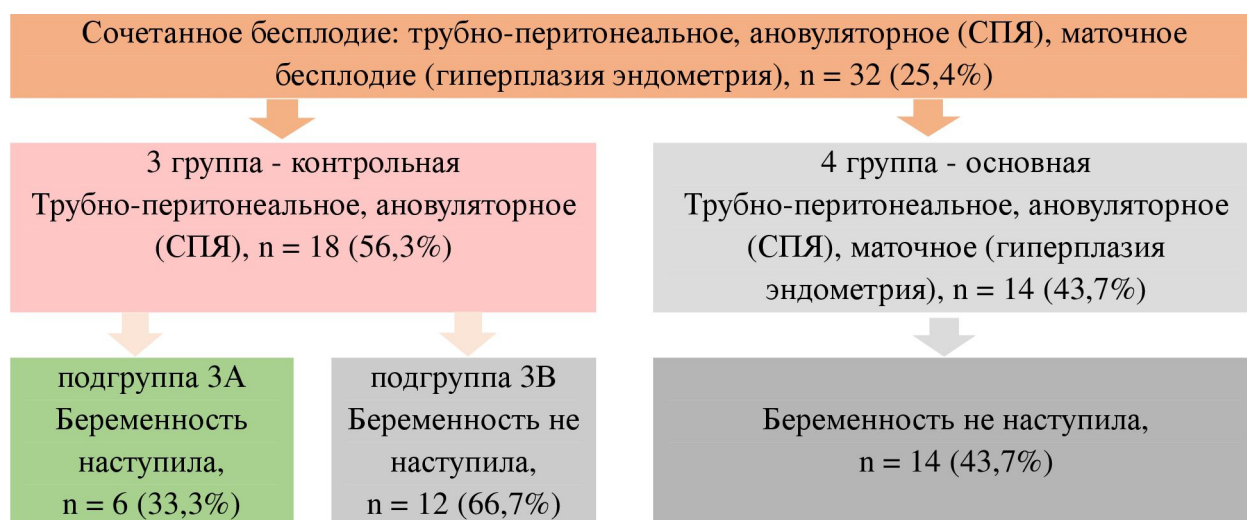 Сочетанное бесплодие: трубно-перитонеальное, ановуляторное (СПЯ), маточное
бесплодие (гиперплазия эндометрия), n = 32 (25,4%)
3 группа - контрольная
Трубно-перитонеальное, ановуляторное
(СПЯ), n = 18 (56,3%)
4 группа - основная
Трубно-перитонеальное, ановуляторное
(СПЯ), маточное (гиперплазия
эндометрия), n = 14 (43,7%)
подгруппа 3А
Беременность
наступила,
n = 6 (33,3%)
подгруппа 3В
Беременность не
наступила,
n = 12 (66,7%)
Беременность не наступила,
n = 14 (43,7%)